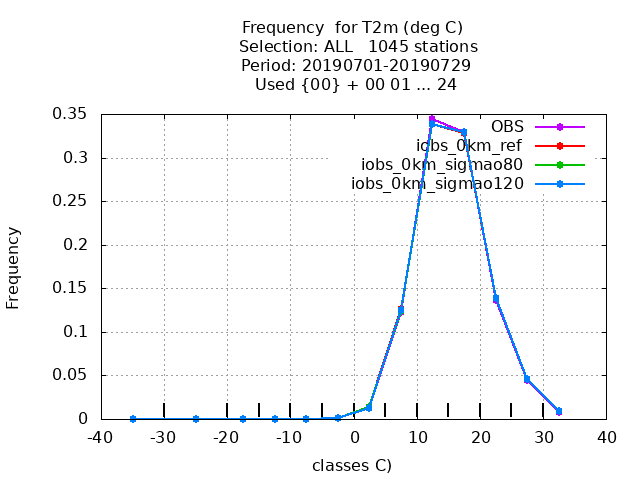 Frequency  for T2m (deg C)
Selection: ALL   1045 stations
Period: 20190701-20190729
Used {00} + 00 01 ... 24
OBS
iobs_0km_ref
iobs_0km_sigmao80
iobs_0km_sigmao120
Frequency
0.35
0.3
0.25
0.2
0.15
0.1
0.05
0
-40 -30 -20 -10 0 10 20 30 40
classes C)